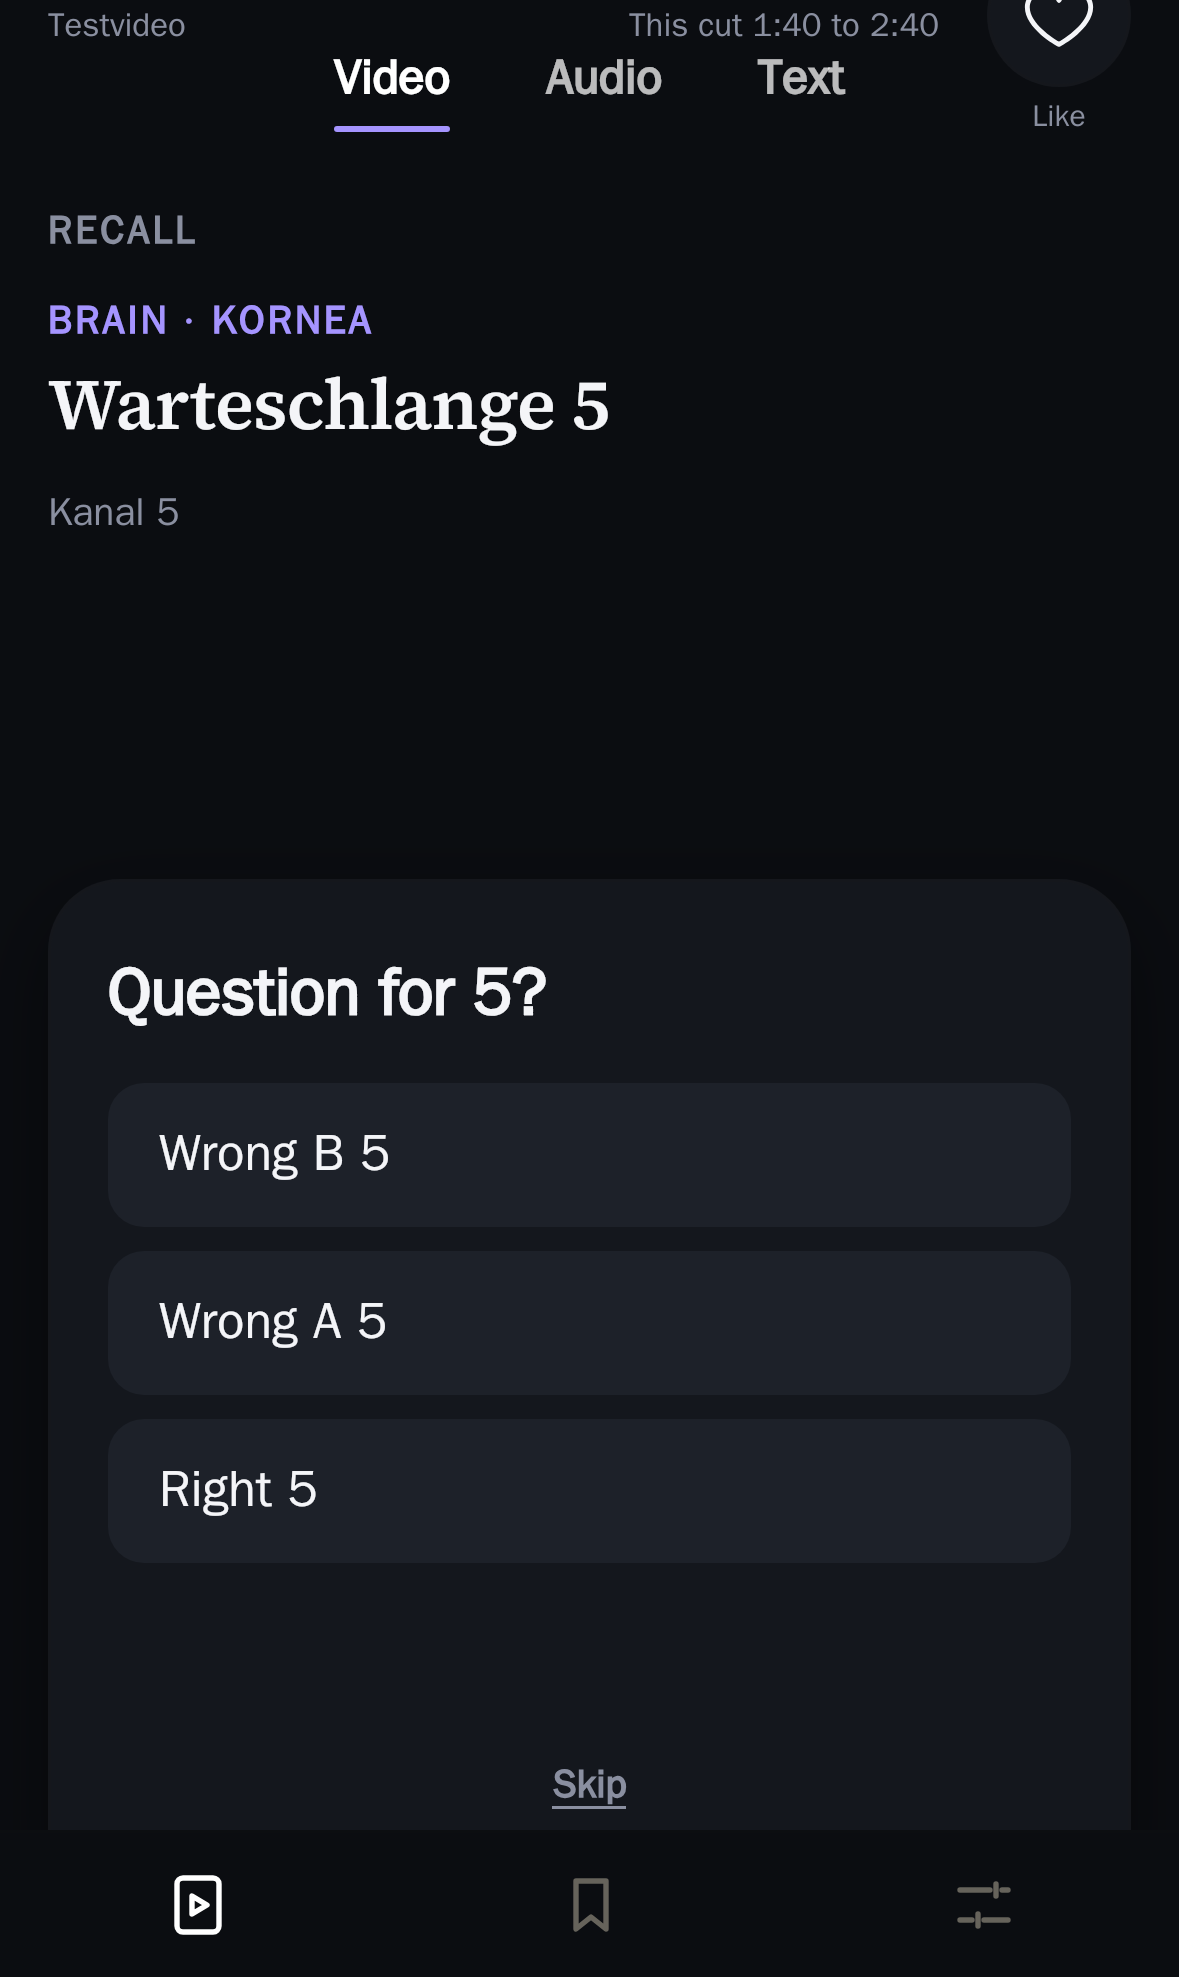 Testvideo
This cut 1:40 to 2:40
Video
Audio
Text
Like
RECALL
BRAIN · KORNEA
Warteschlange 5
Kanal 5
Question for 5?
Wrong B 5
Wrong A 5
Right 5
Skip